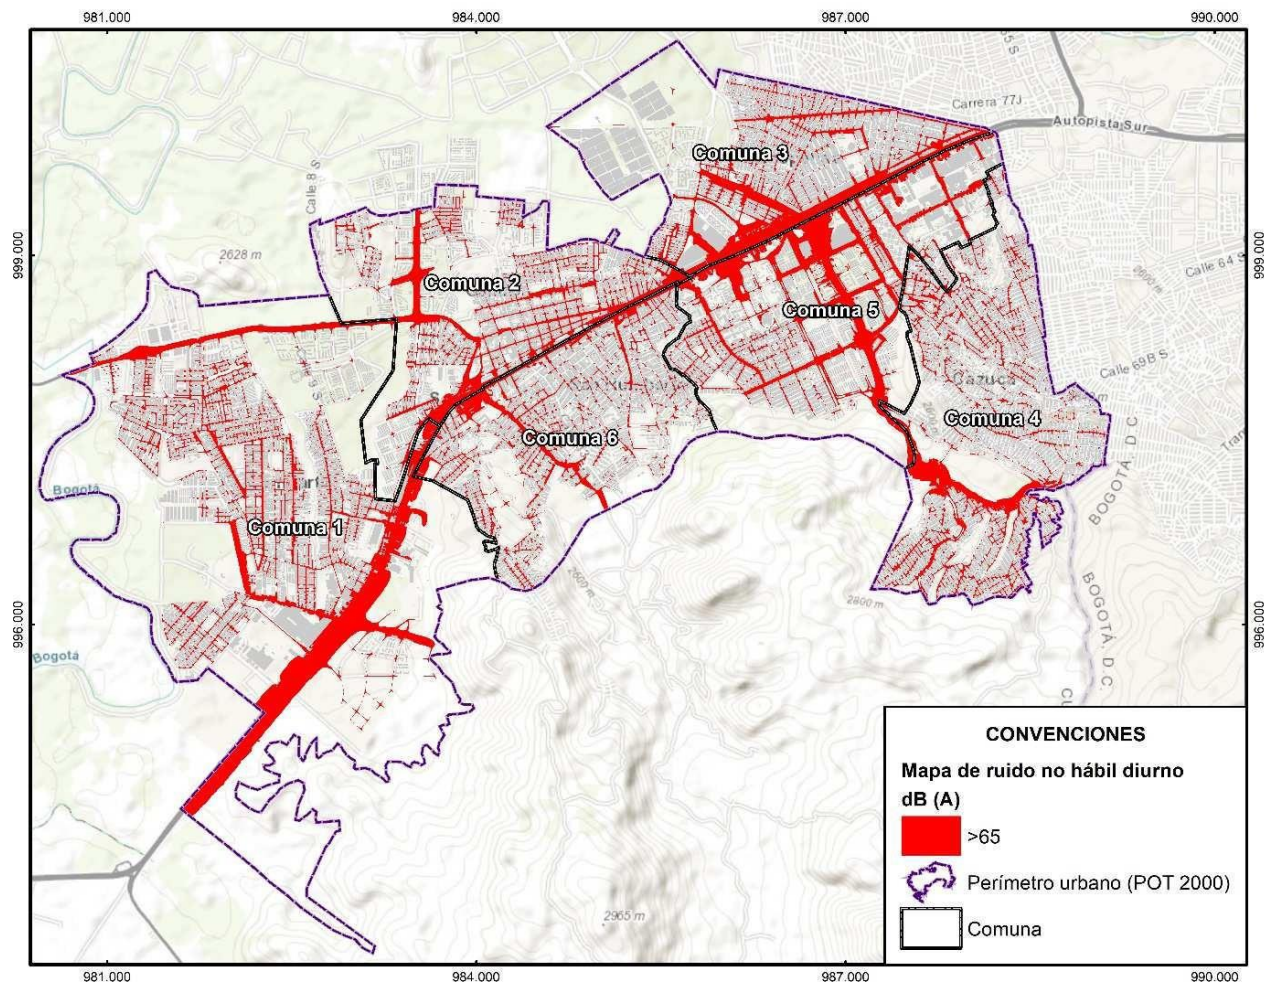 981.000
984.000
987.000
990.000
999.000
999.000
996.000
996.000
Carrera 77J
Autopista Sur
Calle 8 S
Comuna 3
2628 m
Comuna 2
Calle 64 S
Comuna 5
Calle 69B S
Cazuca
Comuna 4
Comuna 6
Bogotá
Comuna 1
BOGOTÁ D C
BOGOTÁ, D.C.
2800 m
Bogotá
2965 m
CONVENCIONES
Mapa de ruido no hábil diurno
dB (A)
>65
Perímetro urbano (POT 2000)
Comuna
981.000
984.000
987.000
990.000